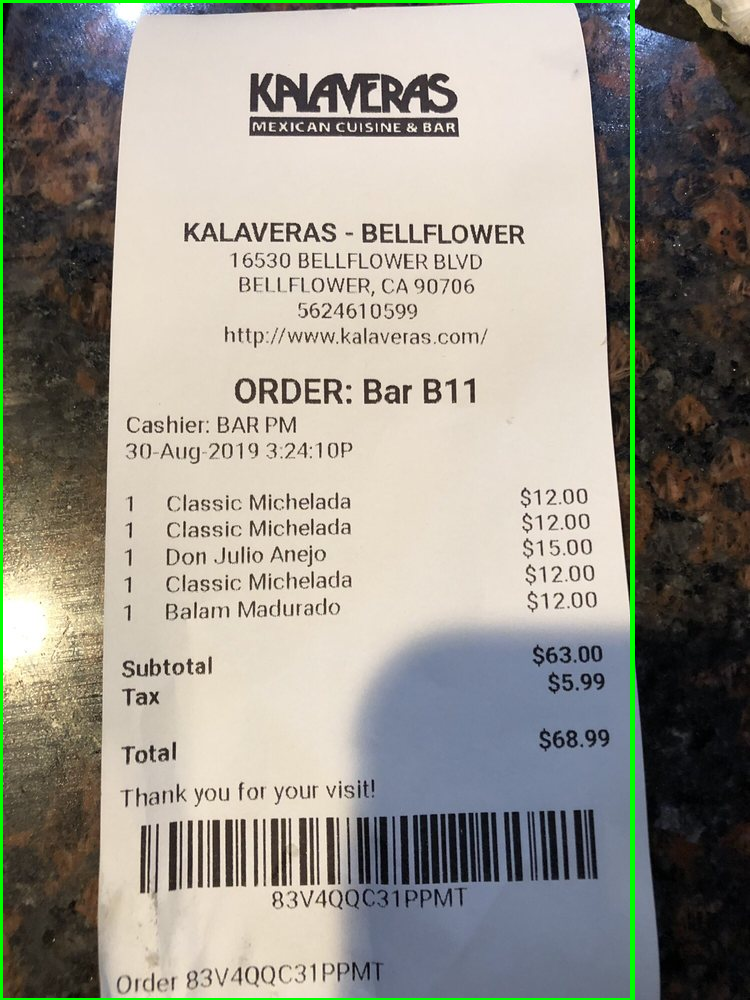 KALAVERAS
MEXICAN CUISINE & BAR
KALAVERAS - BELLFLOWER
16530 BELLFLOWER BLVD
BELLFLOWER, CA 90706
5624610599
http://www.kalaveras.com/
ORDER: Bar B11
Cashier: BAR PM
30-Aug-2019 3:24:10P
1 Classic Michelada $12.00
1 Classic Michelada $12.00
1 Don Julio Anejo $15.00
1 Classic Michelada $12.00
1 Balam Madurado $12.00
Subtotal $63.00
Tax $5.99
Total $68.99
Thank you for your visit!
83V4QQC31PPMT
Order 83V4QQC31PPMT